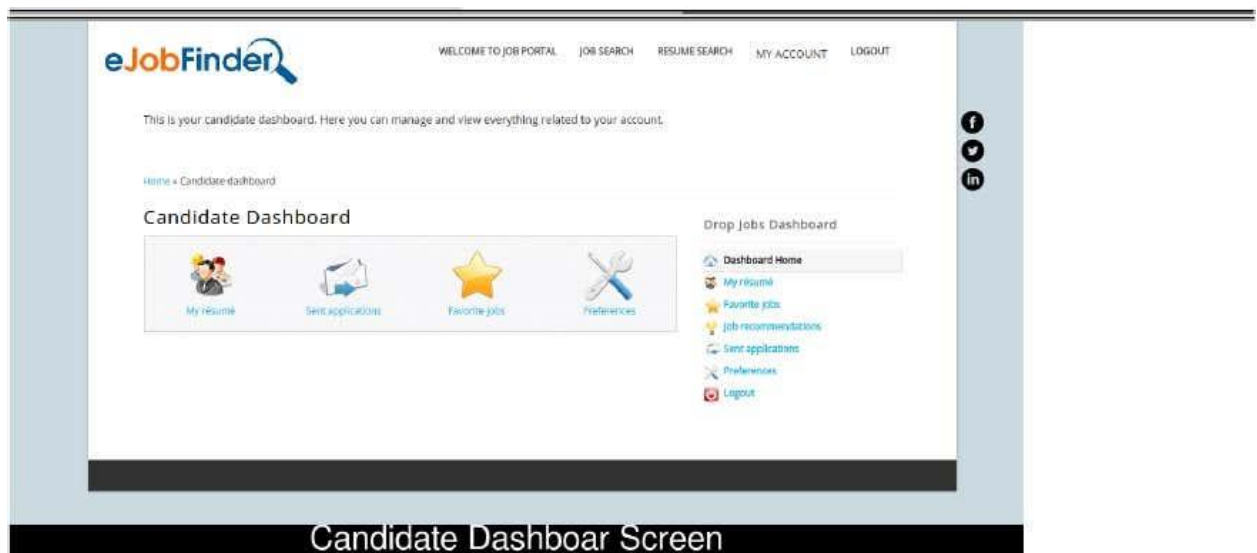 eJobFinder
WELCOME TO JOB PORTAL JOB SEARCH RESUME SEARCH MY ACCOUNT LOGOUT
This is your candidate dashboard. Here you can manage and view everything related to your account.
f
in
Home » Candidate dashboard
Candidate Dashboard
My résumé Sent applications Favorite jobs Preferences
Drop Jobs Dashboard
Dashboard Home
My résumé
Favorite jobs
Job recommendations
Sent applications
Preferences
Logout
Candidate Dashboar Screen